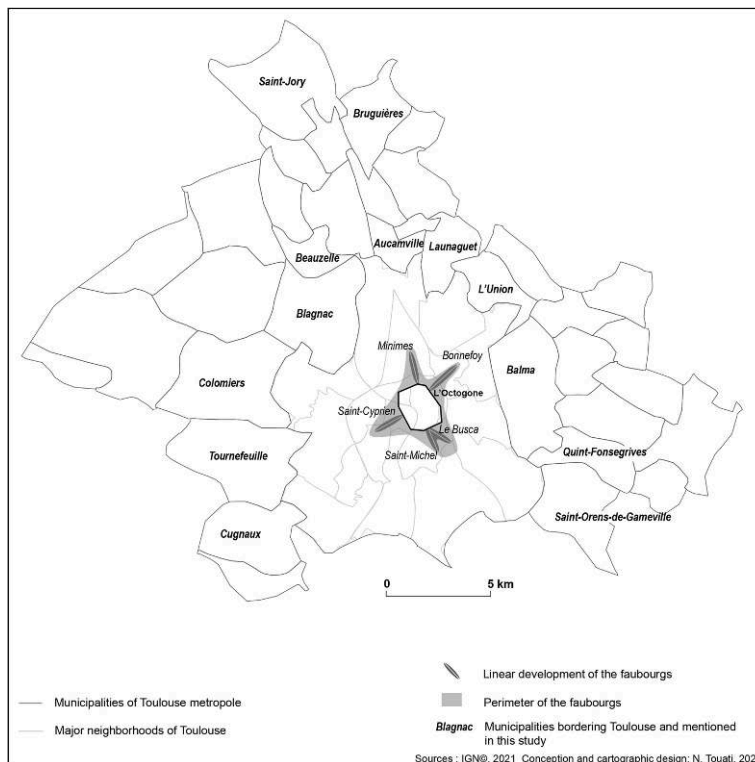 Saint-Jory
Bruguières
Aucamville
Launaguet
Beauzelle
L'Union
Blagnac
Minimes
Bonnefoy
Balma
Colomiers
L'Octogone
Saint-Cyprien
Le Busca
Saint-Michel
Tournefeuille
Quint-Fonsegrives
Saint-Orens-de-Gameville
Cugnaux
0 5 km
Linear development of the faubourgs
Municipalities of Toulouse metropole
Perimeter of the faubourgs
Major neighborhoods of Toulouse
Blagnac Municipalities bordering Toulouse and mentioned
in this study
Sources : IGN©, 2021 Conception and cartographic design: N. Touati, 202